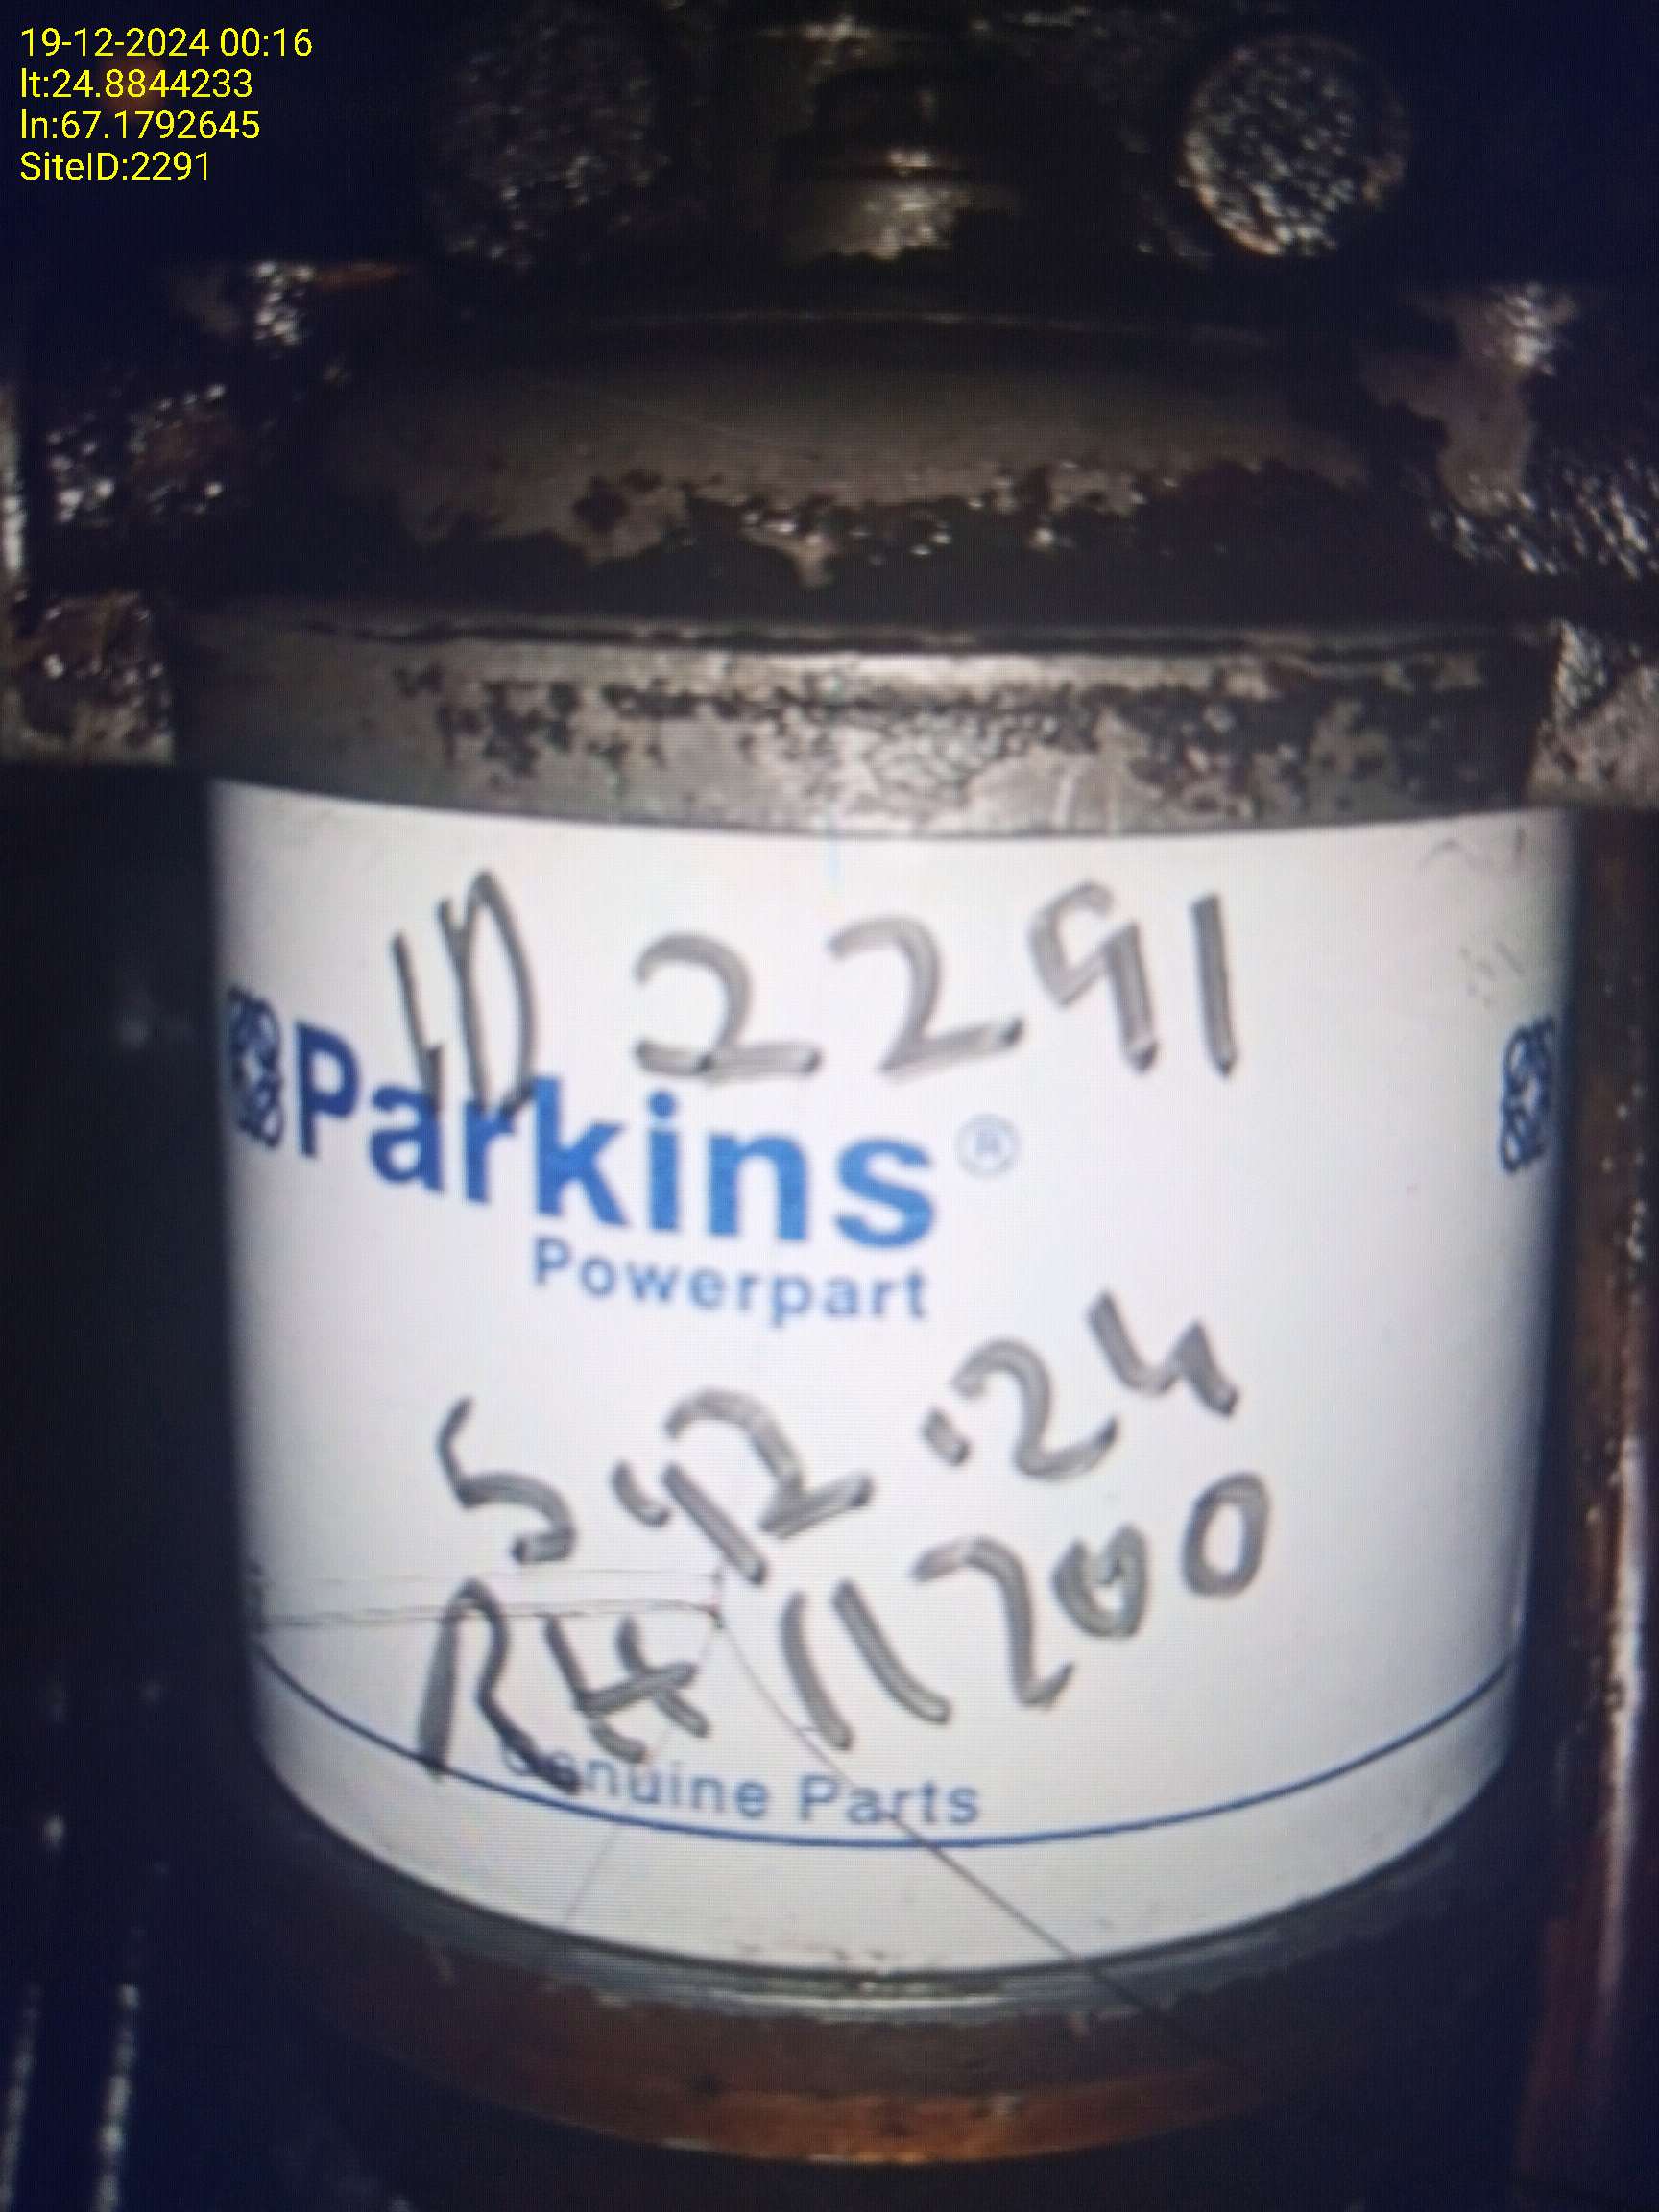 19-12-2024 00:16
lt:24.8844233
ln:67.1792645
SiteID:2291
ID 2291
Parkins®
Powerpart
5.12.24
RH 11200
Genuine Parts